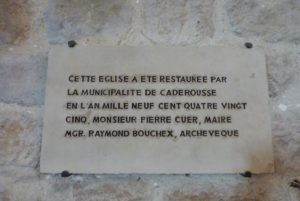 CETTE EGLISE A ETE RESTAUREE PAR
LA MUNICIPALITE DE CADEROUSSE
EN L'AN MILLE NEUF CENT QUATRE VINGT
CINQ, MONSIEUR PIERRE CUER, MAIRE
MGR. RAYMOND BOUCHEX, ARCHEVEQUE